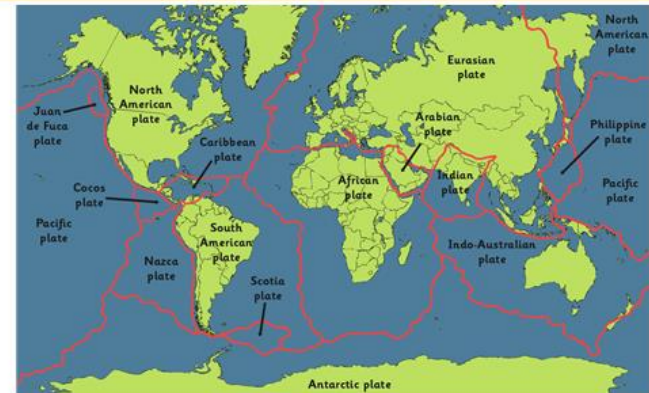 North
American
plate
Eurasian
plate
North
American
plate
Juan
de Fuca
plate
Arabian
plate
Philippine
plate
Caribbean
plate
Cocos
plate
African
plate
Indian
plate
Pacific
plate
Pacific
plate
South
American
plate
Nazca
plate
Indo-Australian
plate
Scotia
plate
Antarctic plate